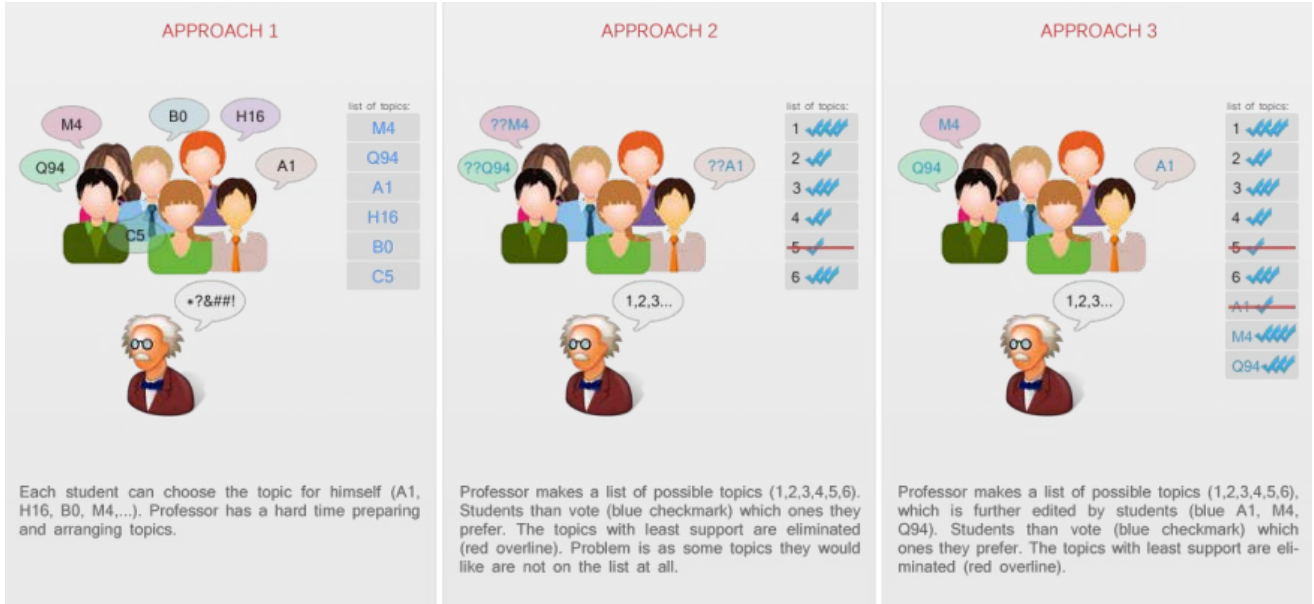 APPROACH 1
M4
B0
H16
Q94
A1
C5
*?&##!
list of topics:
M4
Q94
A1
H16
B0
C5
Each student can choose the topic for himself (A1,
H16, B0, M4,...). Professor has a hard time preparing
and arranging topics.
APPROACH 2
??M4
??Q94
??A1
1,2,3...
list of topics:
1
2
3
4
5
6
Professor makes a list of possible topics (1,2,3,4,5,6).
Students than vote (blue checkmark) which ones they
prefer. The topics with least support are eliminated
(red overline). Problem is as some topics they would
like are not on the list at all.
APPROACH 3
M4
Q94
A1
1,2,3...
list of topics:
1
2
3
4
5
6
A1
M4
Q94
Professor makes a list of possible topics (1,2,3,4,5,6),
which is further edited by students (blue A1, M4,
Q94). Students than vote (blue checkmark) which
ones they prefer. The topics with least support are eli-
minated (red overline).